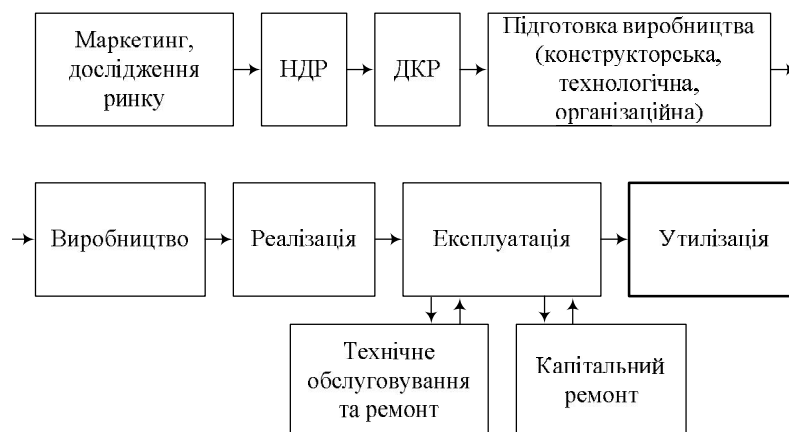 Маркетинг,
дослідження
ринку
НДР
ДКР
Підготовка виробництва
(конструкторська,
технологічна,
організаційна)
Виробництво
Реалізація
Експлуатація
Утилізація
Технічне
обслуговування
та ремонт
Капітальний
ремонт